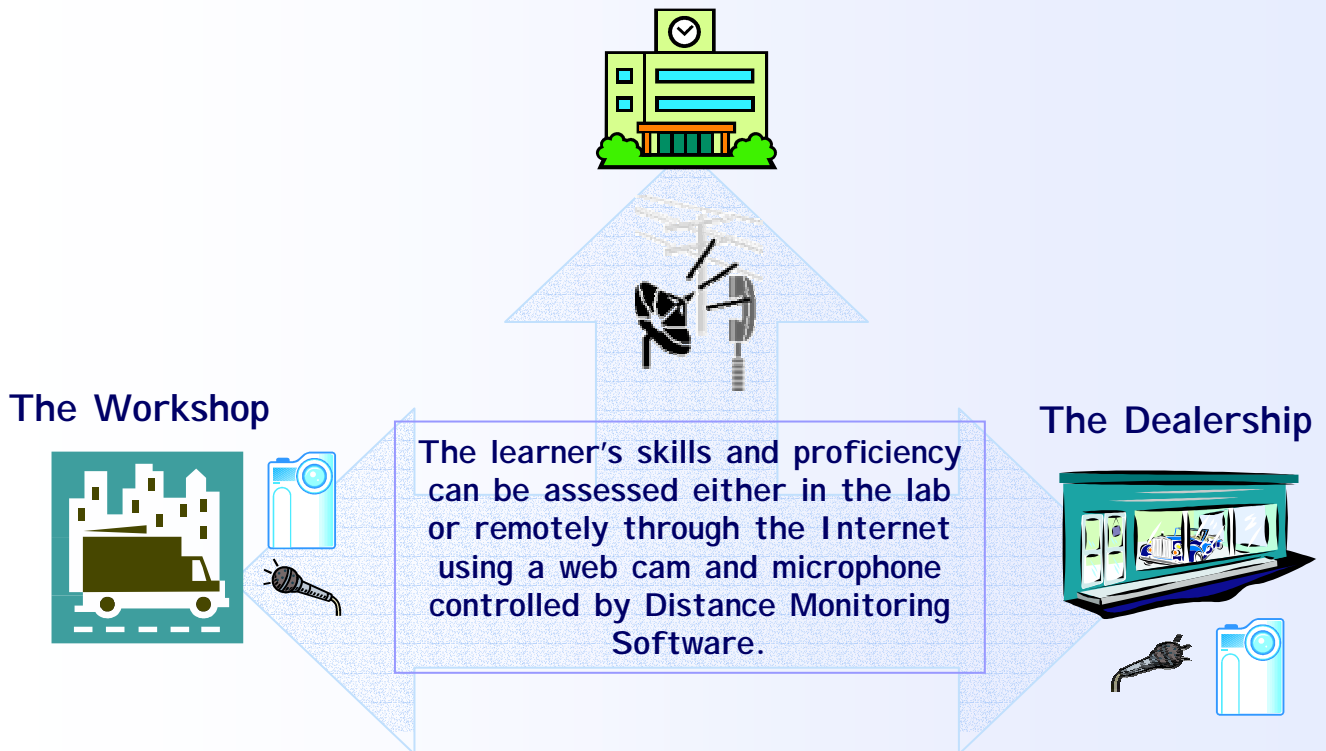 The Workshop
The Dealership
The learner's skills and proficiency
can be assessed either in the lab
or remotely through the Internet
using a web cam and microphone
controlled by Distance Monitoring
Software.